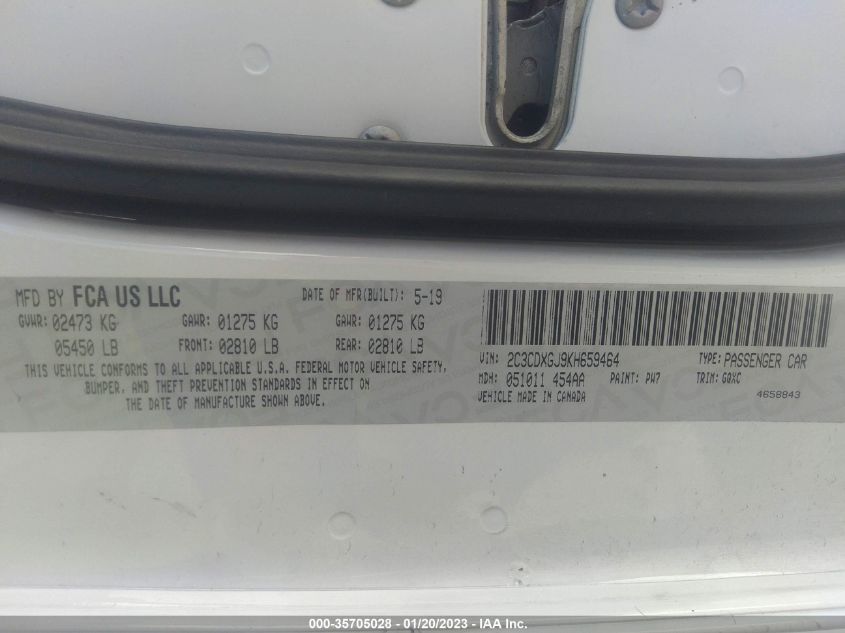 MFD BY FCA US LLC DATE OF MFR(BUILT): 5-19
GVWR: 02473 KG GAWR: 01275 KG GAWR: 01275 KG
05450 LB FRONT: 02810 LB REAR: 02810 LB
THIS VEHICLE CONFORMS TO ALL APPLICABLE U.S.A. FEDERAL MOTOR VEHICLE SAFETY,
BUMPER, AND THEFT PREVENTION STANDARDS IN EFFECT ON
THE DATE OF MANUFACTURE SHOWN ABOVE.
VIN: 2C3CDXGJ9KH659464 TYPE: PASSENGER CAR
MDH: 051011 454AA PAINT: PW7 TRIM: GQXC
VEHICLE MADE IN CANADA 4658843
000-35705028 - 01/20/2023 - IAA Inc.